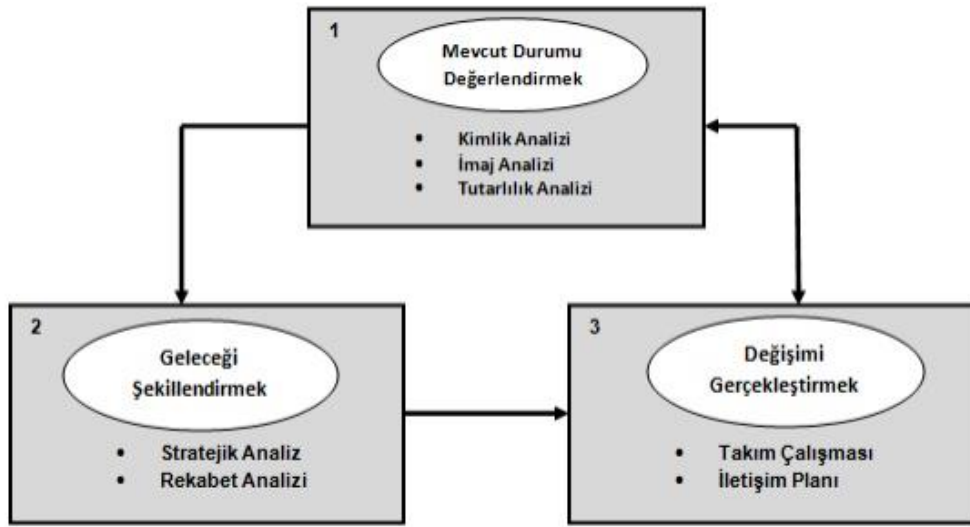 1
Mevcut Durumu
Değerlendirmek
• Kimlik Analizi
• İmaj Analizi
• Tutarlılık Analizi
2
Geleceği
Şekillendirmek
• Stratejik Analiz
• Rekabet Analizi
3
Değişimi
Gerçekleştirmek
• Takım Çalışması
• İletişim Planı